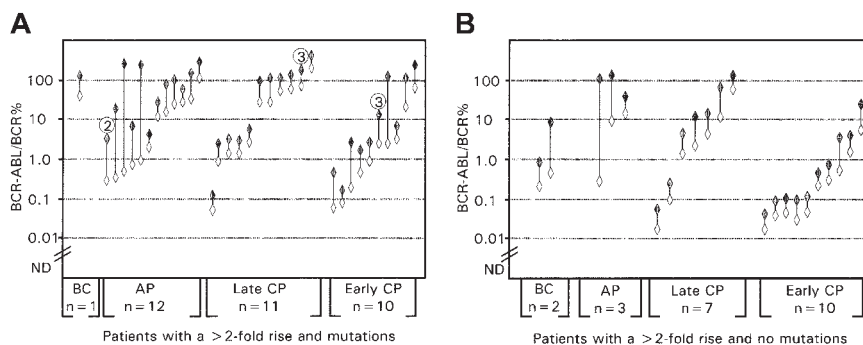 A
BCR-ABL/BCR%
100
10
1.0
0.1
0.01
ND
2
3
3
BC
n=1
AP
n=12
Late CP
n=11
Early CP
n=10
Patients with a >2-fold rise and mutations
B
BCR-ABL/BCR%
100
10
1.0
0.1
0.01
ND
BC
n=2
AP
n=3
Late CP
n=7
Early CP
n=10
Patients with a >2-fold rise and no mutations